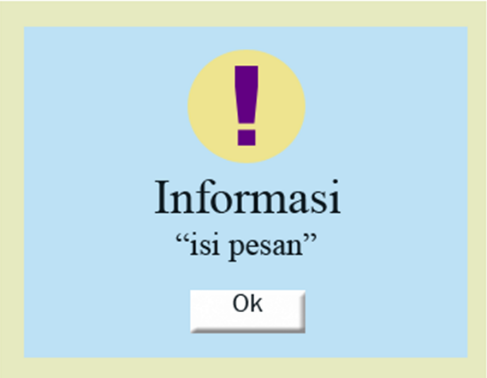 !
Informasi
“isi pesan”
Ok